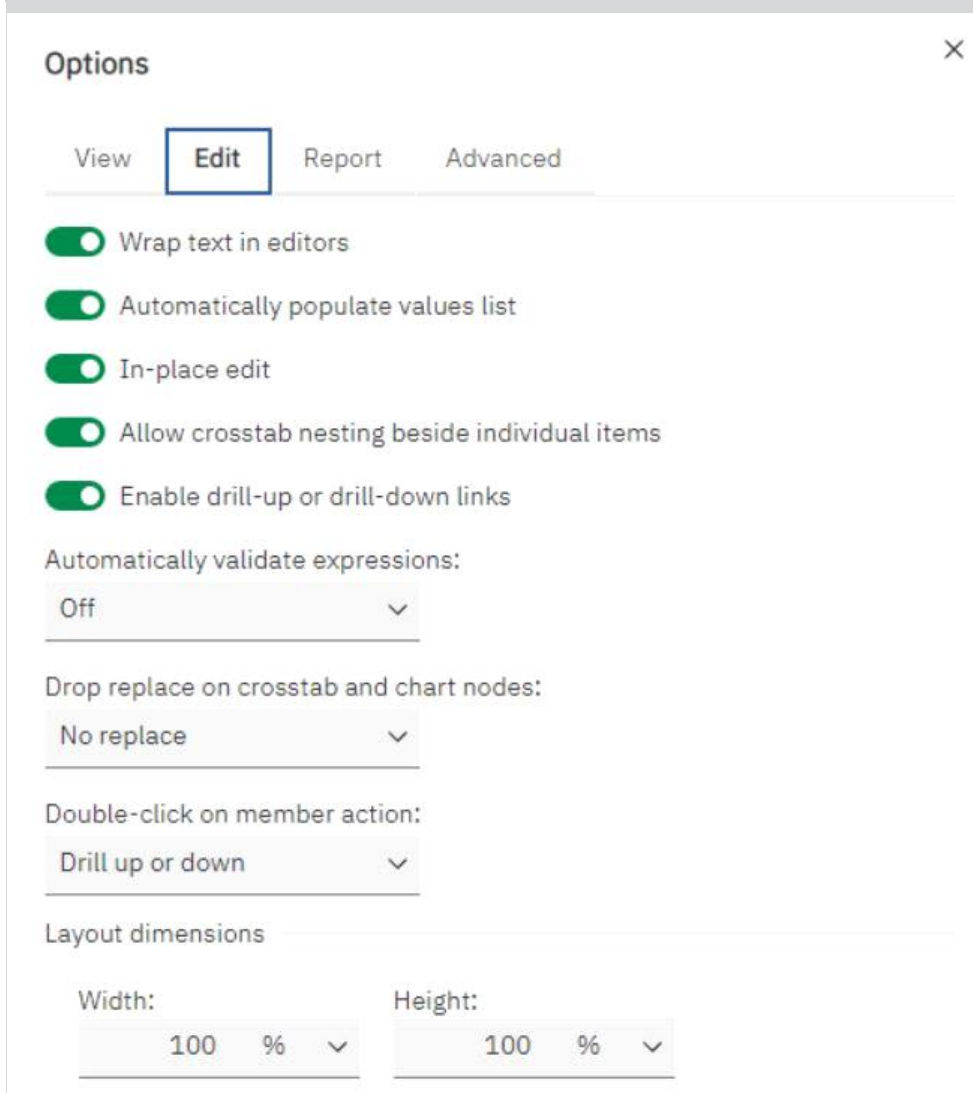 Options
View Edit Report Advanced
Wrap text in editors
Automatically populate values list
In-place edit
Allow crosstab nesting beside individual items
Enable drill-up or drill-down links
Automatically validate expressions:
Off
Drop replace on crosstab and chart nodes:
No replace
Double-click on member action:
Drill up or down
Layout dimensions
Width: Height:
100 % 100 %